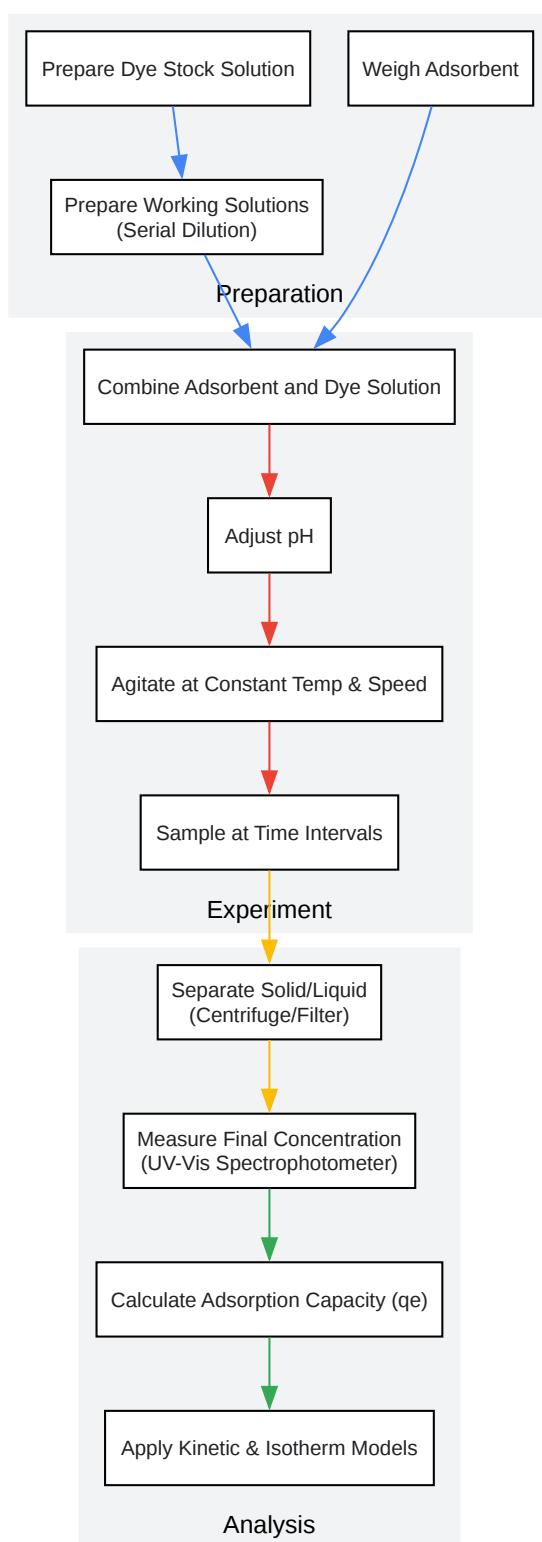 Prepare Dye Stock Solution
Weigh Adsorbent
Prepare Working Solutions
(Serial Dilution)
Preparation
Combine Adsorbent and Dye Solution
Adjust pH
Agitate at Constant Temp & Speed
Sample at Time Intervals
Experiment
Separate Solid/Liquid
(Centrifuge/Filter)
Measure Final Concentration
(UV-Vis Spectrophotometer)
Calculate Adsorption Capacity (qe)
Apply Kinetic & Isotherm Models
Analysis